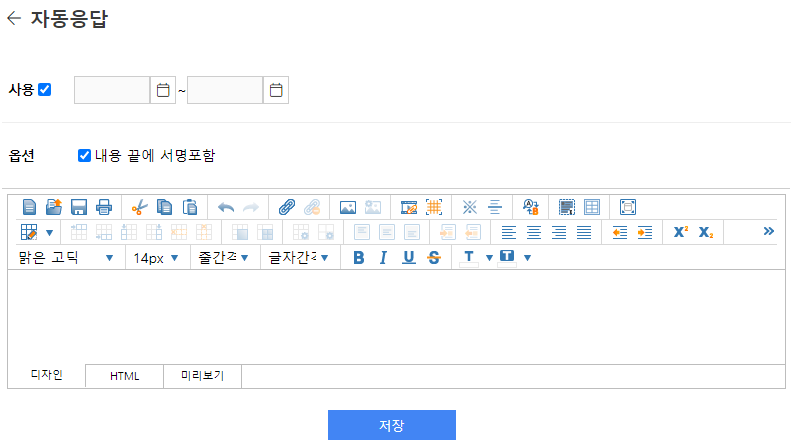 자동응답
사용 ~
옵션 내용 끝에 서명포함
맑은 고딕 14px 줄간격 글자간격 B I U S T T
디자인 HTML 미리보기
저장